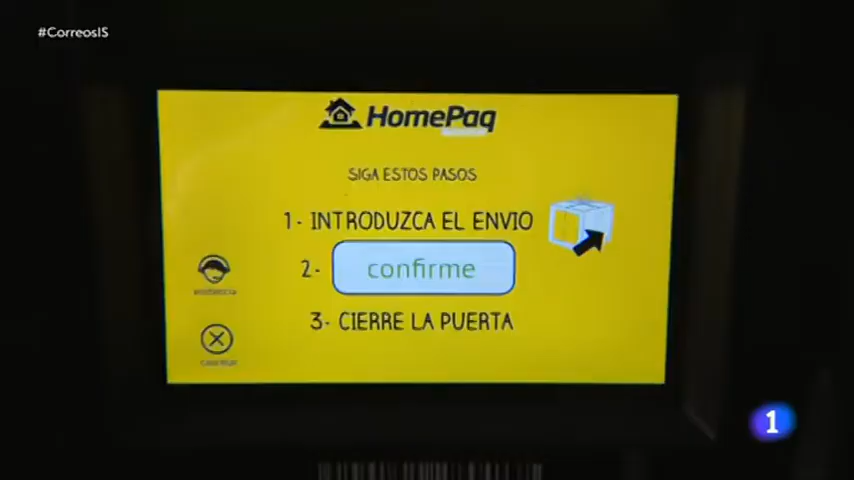 #CorreosIS
HomePaq
SIGA ESTOS PASOS
1- INTRODUZCA EL ENVIO
2- confirme
3- CIERRE LA PUERTA
1